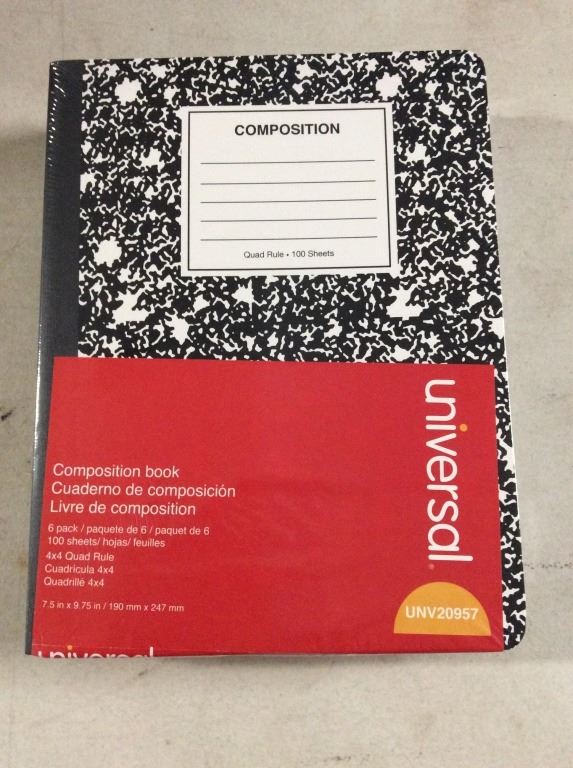 COMPOSITION
Quad Rule • 100 Sheets
universal
Composition book
Cuaderno de composición
Livre de composition
6 pack / paquete de 6 / paquet de 6
100 sheets/ hojas/ feuilles
4x4 Quad Rule
Cuadricula 4x4
Quadrillé 4x4
7.5 in x 9.75 in / 190 mm x 247 mm
UNV20957
universal